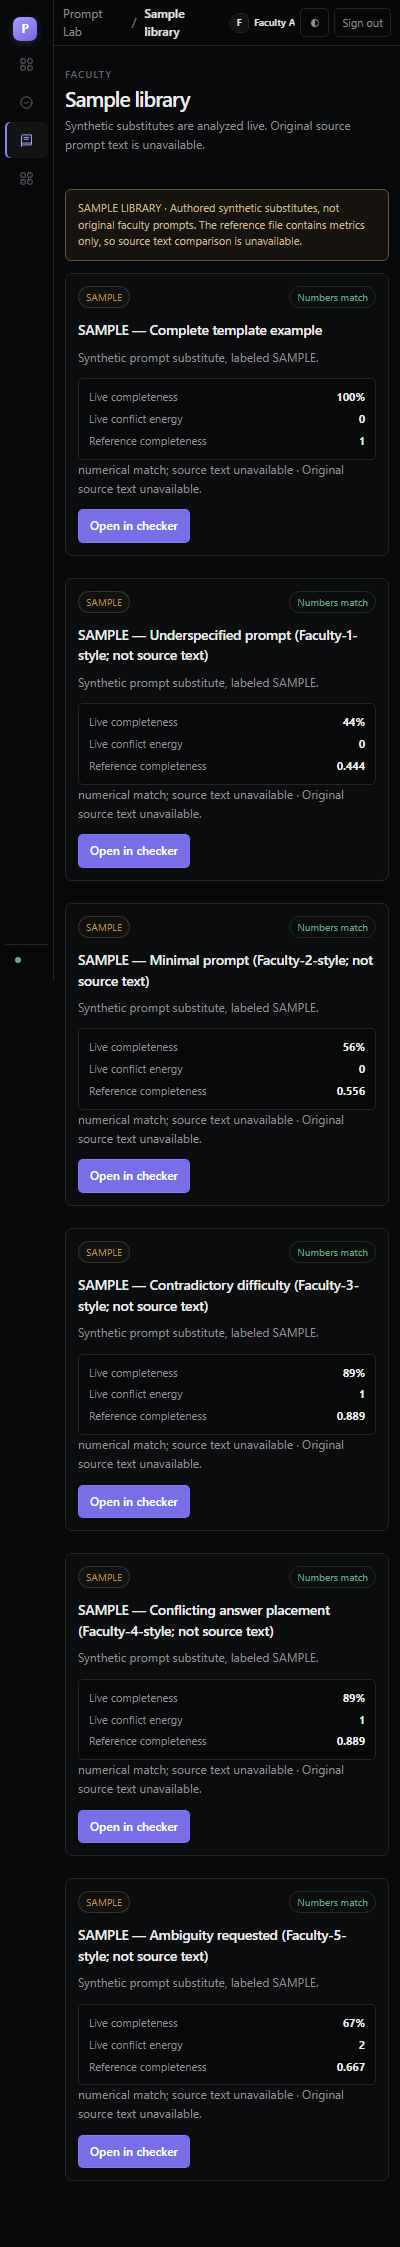 P
Prompt Lab
/
Sample library
F
Faculty A
Sign out
FACULTY
Sample library
Synthetic substitutes are analyzed live. Original source
prompt text is unavailable.
SAMPLE LIBRARY · Authored synthetic substitutes, not
original faculty prompts. The reference file contains metrics
only, so source text comparison is unavailable.
SAMPLE
Numbers match
SAMPLE — Complete template example
Synthetic prompt substitute, labeled SAMPLE.
Live completeness 100%
Live conflict energy 0
Reference completeness 1
numerical match; source text unavailable · Original
source text unavailable.
Open in checker
SAMPLE
Numbers match
SAMPLE — Underspecified prompt (Faculty-1-
style; not source text)
Synthetic prompt substitute, labeled SAMPLE.
Live completeness 44%
Live conflict energy 0
Reference completeness 0.444
numerical match; source text unavailable · Original
source text unavailable.
Open in checker
SAMPLE
Numbers match
SAMPLE — Minimal prompt (Faculty-2-style; not
source text)
Synthetic prompt substitute, labeled SAMPLE.
Live completeness 56%
Live conflict energy 0
Reference completeness 0.556
numerical match; source text unavailable · Original
source text unavailable.
Open in checker
SAMPLE
Numbers match
SAMPLE — Contradictory difficulty (Faculty-3-
style; not source text)
Synthetic prompt substitute, labeled SAMPLE.
Live completeness 89%
Live conflict energy 1
Reference completeness 0.889
numerical match; source text unavailable · Original
source text unavailable.
Open in checker
SAMPLE
Numbers match
SAMPLE — Conflicting answer placement
(Faculty-4-style; not source text)
Synthetic prompt substitute, labeled SAMPLE.
Live completeness 89%
Live conflict energy 1
Reference completeness 0.889
numerical match; source text unavailable · Original
source text unavailable.
Open in checker
SAMPLE
Numbers match
SAMPLE — Ambiguity requested (Faculty-5-
style; not source text)
Synthetic prompt substitute, labeled SAMPLE.
Live completeness 67%
Live conflict energy 2
Reference completeness 0.667
numerical match; source text unavailable · Original
source text unavailable.
Open in checker